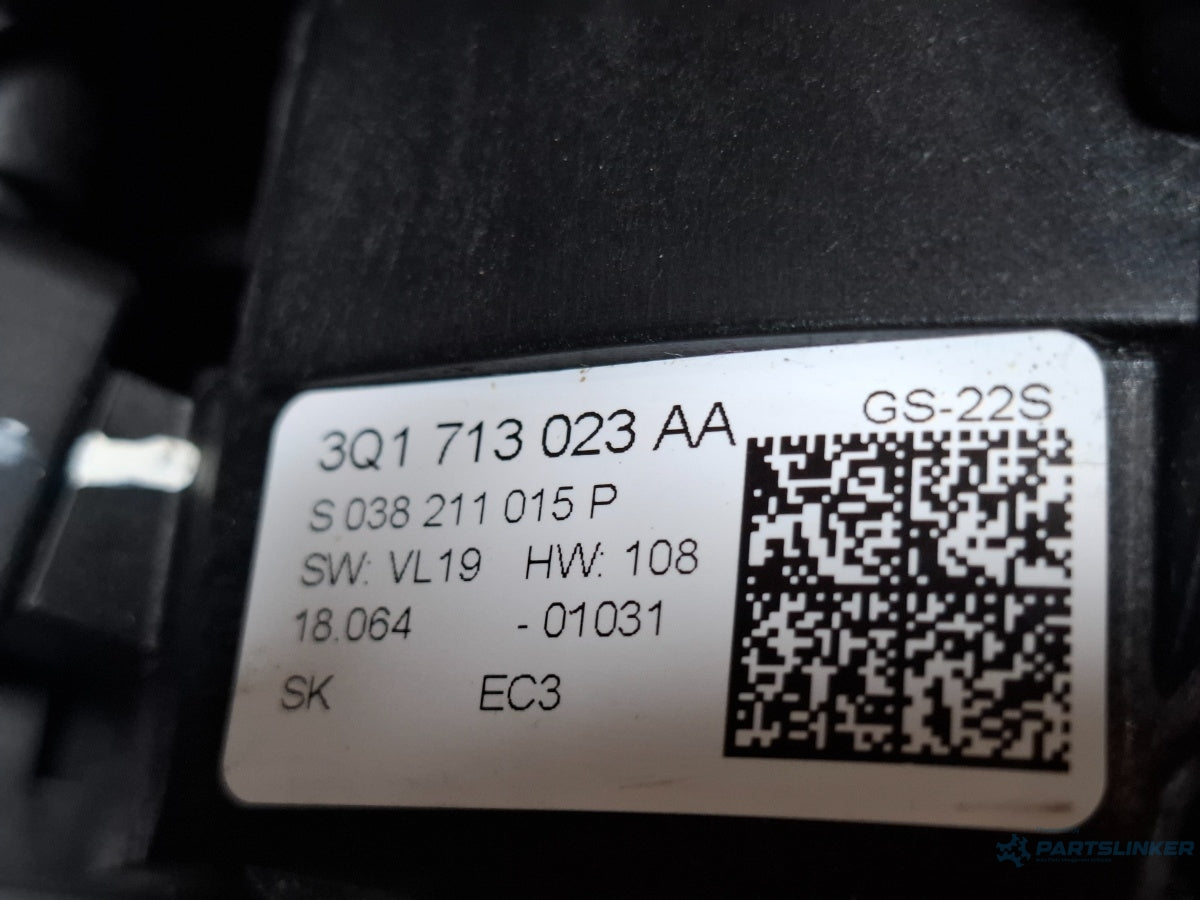 GS-22S
3Q1 713 023 AA
S 038 211 015 P
SW: VL19 HW: 108
18.064 - 01031
SK EC3
PARTSLINKER